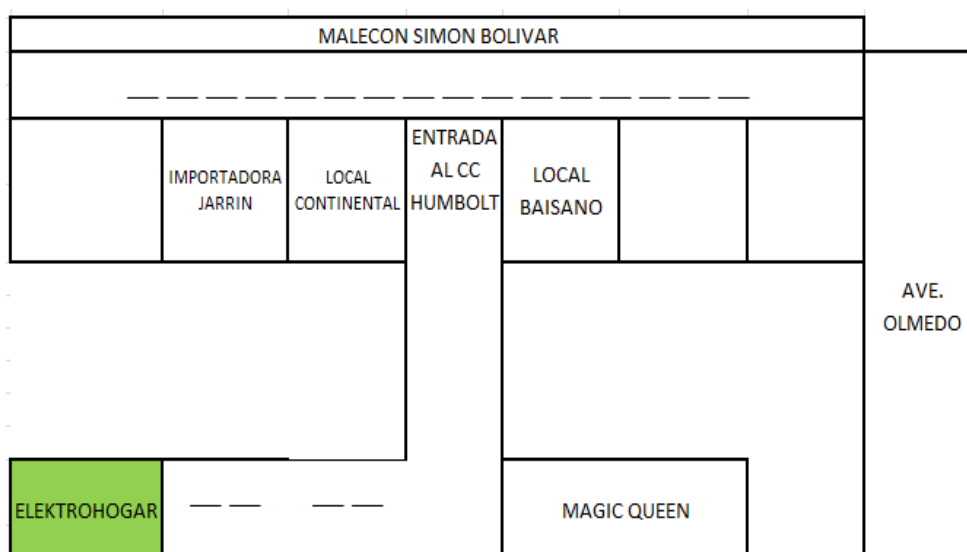 MALECON SIMON BOLIVAR
IMPORTADORA
JARRIN
LOCAL
CONTINENTAL
ENTRADA
AL CC
HUMBOLT
LOCAL
BAISANO
AVE.
OLMEDO
ELEKTROHOGAR
MAGIC QUEEN